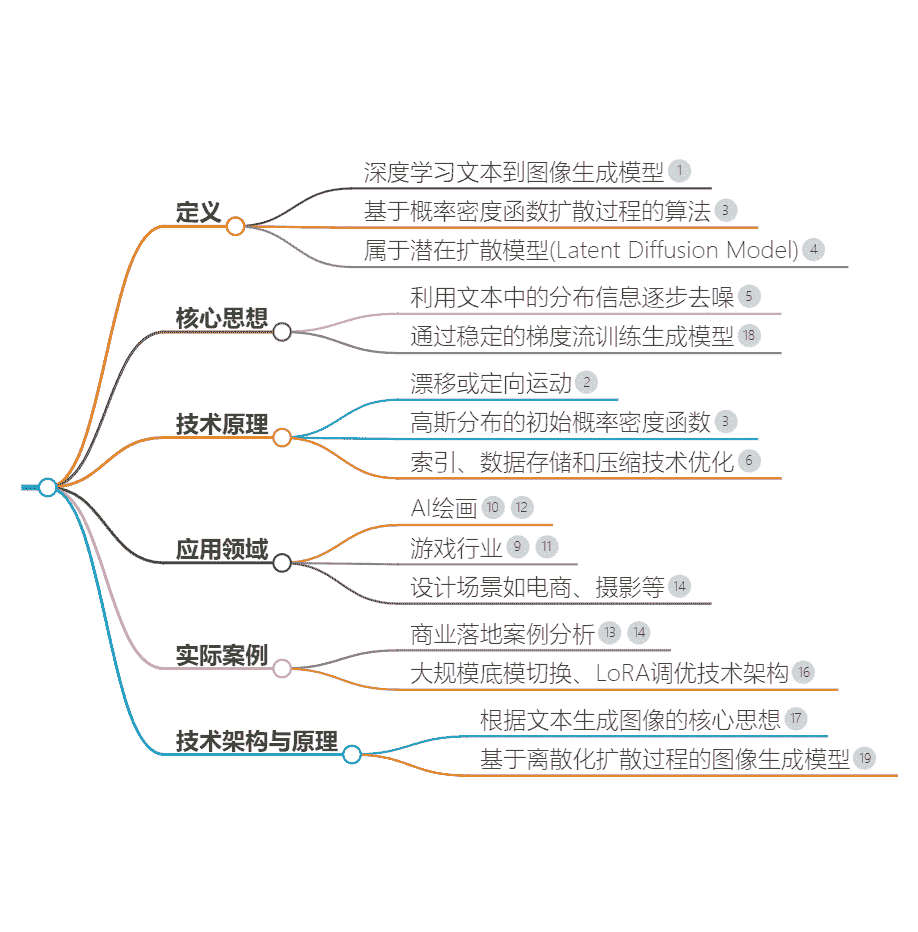 定义
深度学习文本到图像生成模型 1
基于概率密度函数扩散过程的算法 3
属于潜在扩散模型(Latent Diffusion Model) 4
核心思想
利用文本中的分布信息逐步去噪 5
通过稳定的梯度流训练生成模型 18
技术原理
漂移或定向运动 2
高斯分布的初始概率密度函数 3
索引、数据存储和压缩技术优化 6
应用领域
AI绘画 10 12
游戏行业 9 11
设计场景如电商、摄影等 14
实际案例
商业落地案例分析 13 14
大规模底模切换、LoRA调优技术架构 16
技术架构与原理
根据文本生成图像的核心思想 17
基于离散化扩散过程的图像生成模型 19